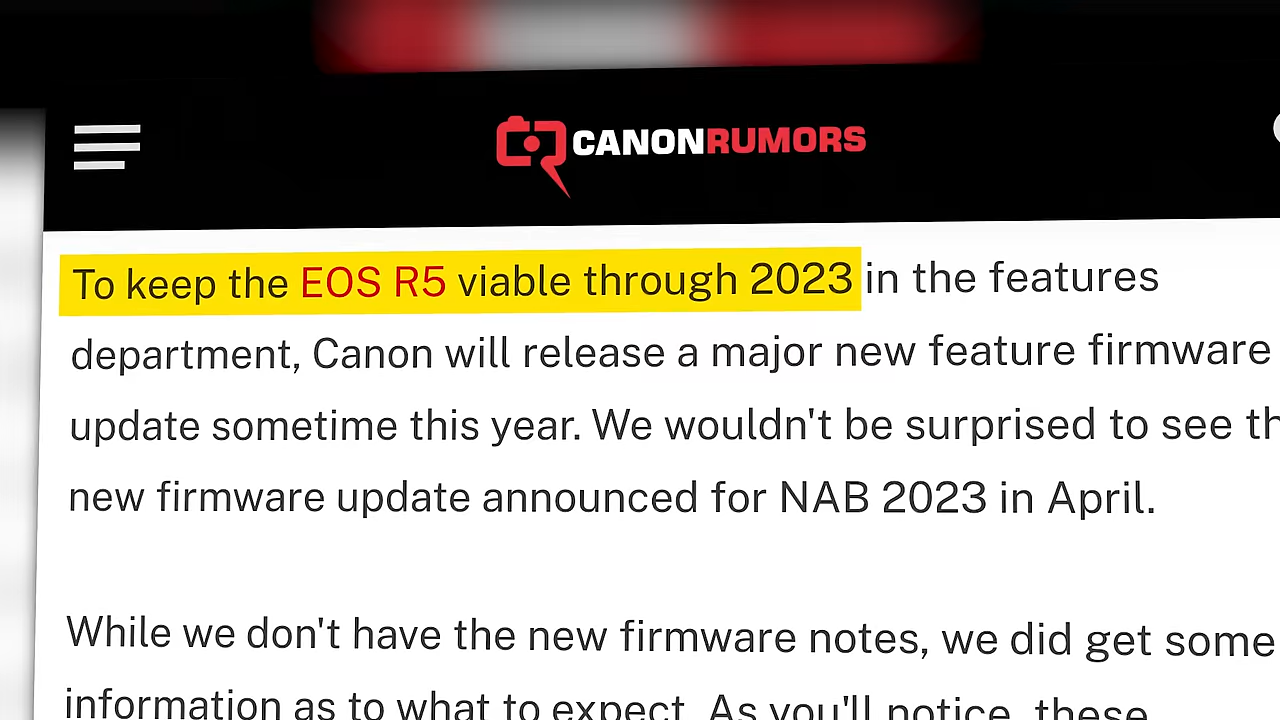 CANONRUMORS
To keep the EOS R5 viable through 2023 in the features
department, Canon will release a major new feature firmware
update sometime this year. We wouldn't be surprised to see
new firmware update announced for NAB 2023 in April.
While we don't have the new firmware notes, we did get some
information as to what to expect. As you'll notice, these